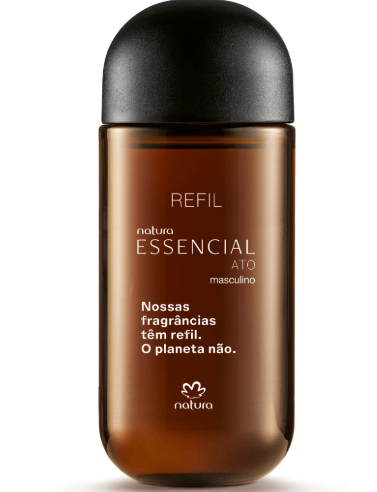 REFIL
natura
ESSENCIAL
ATO
masculino
Nossas
fragrâncias
têm refil.
O planeta não.
natura